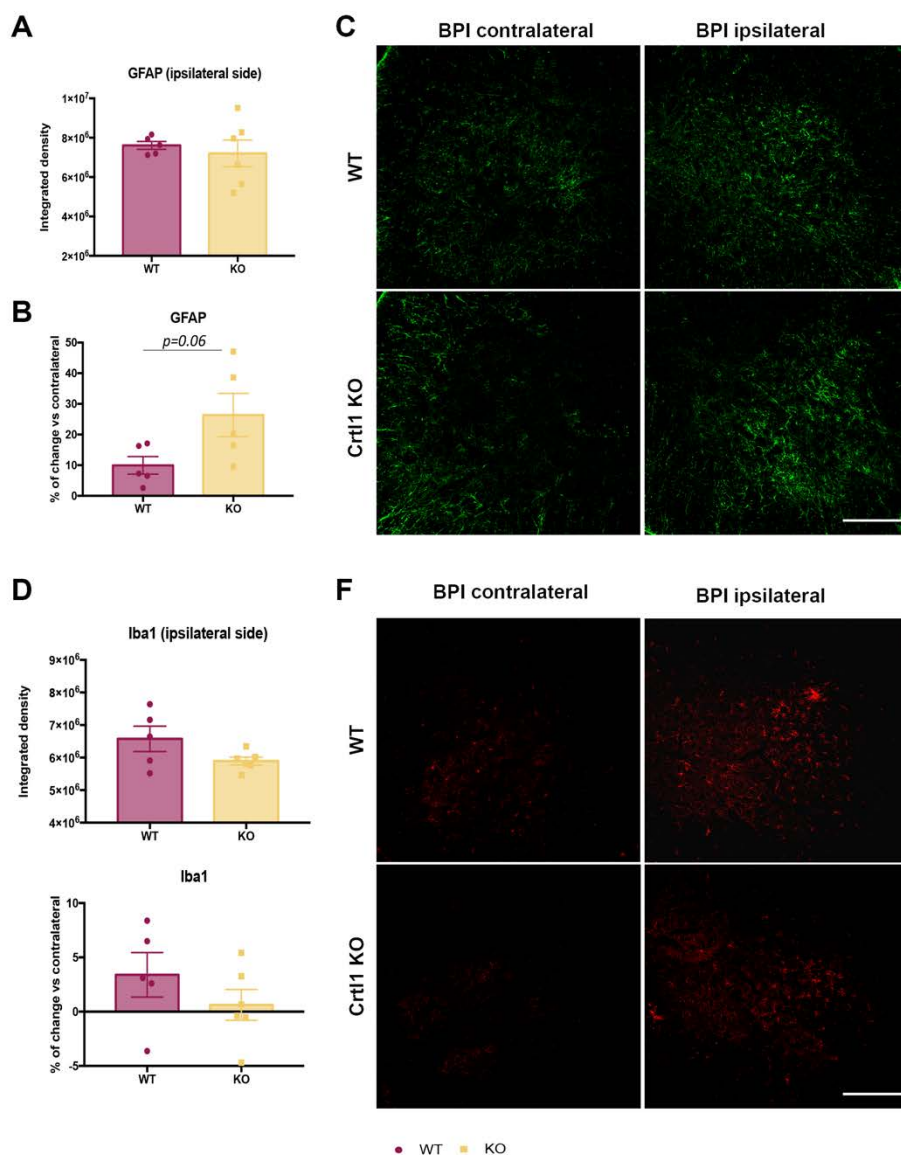 A
GFAP (ipsilateral side)
Integrated density
1×10⁷
8×10⁶
6×10⁶
4×10⁶
2×10⁶
WT
KO
B
GFAP
p=0.06
% of change vs contralateral
50
40
30
20
10
0
WT
KO
C
BPI contralateral
BPI ipsilateral
WT
Crtl1 KO
D
Iba1 (ipsilateral side)
Integrated density
9×10⁶
8×10⁶
7×10⁶
6×10⁶
5×10⁶
4×10⁶
WT
KO
Iba1
% of change vs contralateral
10
5
0
-5
WT
KO
F
BPI contralateral
BPI ipsilateral
WT
Crtl1 KO
WT KO